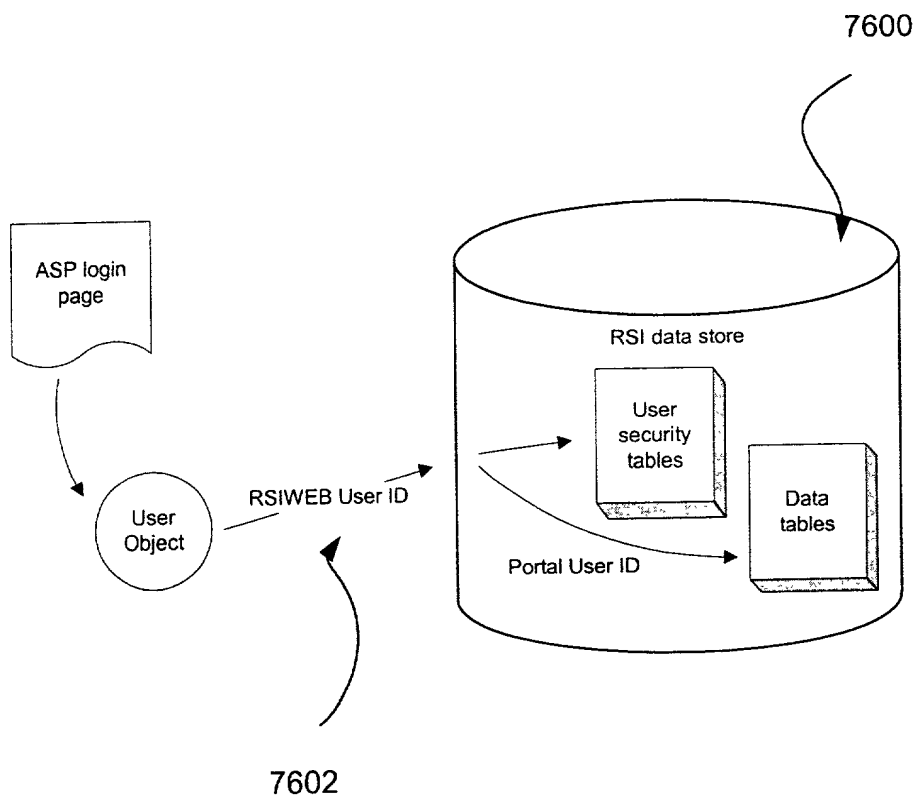 7600
ASP login
page
RSI data store
User
security
tables
RSIWEB User ID
User
Object
Data
tables
Portal User ID
7602